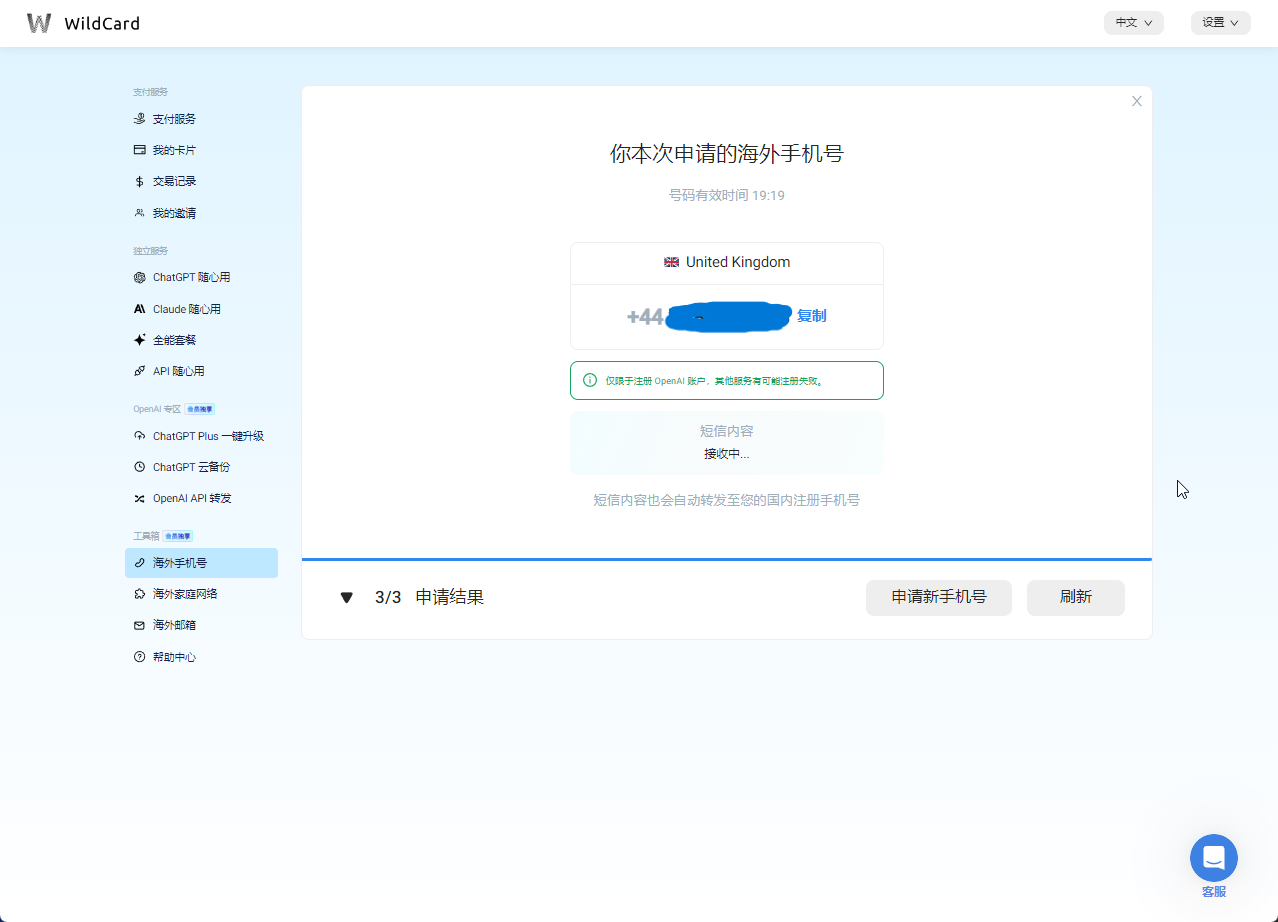 WildCard
中文
设置
支付服务
支付服务
我的卡片
交易记录
我的邀请
独立服务
ChatGPT 随心用
Claude 随心用
全能套餐
API 随心用
OpenAI 专区 会员独享
ChatGPT Plus 一键升级
ChatGPT 云备份
OpenAI API 转发
工具箱 会员独享
海外手机号
海外家庭网络
海外邮箱
帮助中心
你本次申请的海外手机号
号码有效时间 19:19
United Kingdom
+44 复制
仅限于注册 OpenAI 账户，其他服务有可能注册失败。
短信内容
接收中...
短信内容也会自动转发至您的国内注册手机号
3/3 申请结果
申请新手机号
刷新
客服